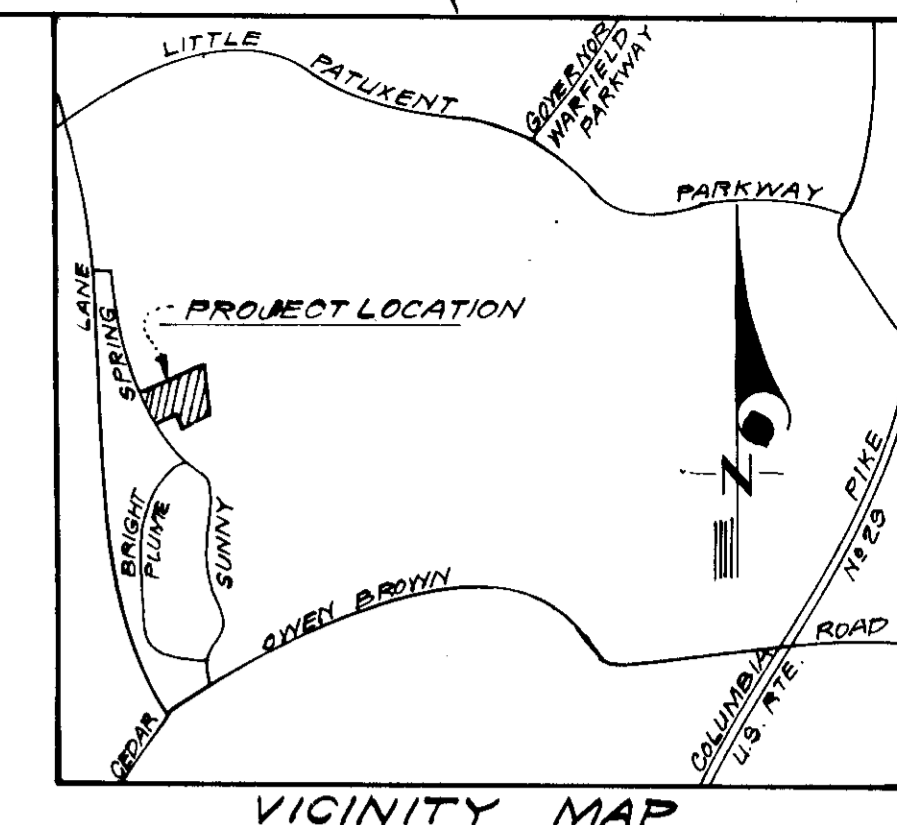 LITTLE
PATUXENT
PARKWAY
GOVERNOR
WARFIELD
PARKWAY
PROJECT LOCATION
LANE
SPRING
BRIGHT
PLUME
SUNNY
N
OWEN BROWN
ROAD
CEDAR
COLUMBIA
PIKE
U.S. RTE.
Nº 29
VICINITY MAP